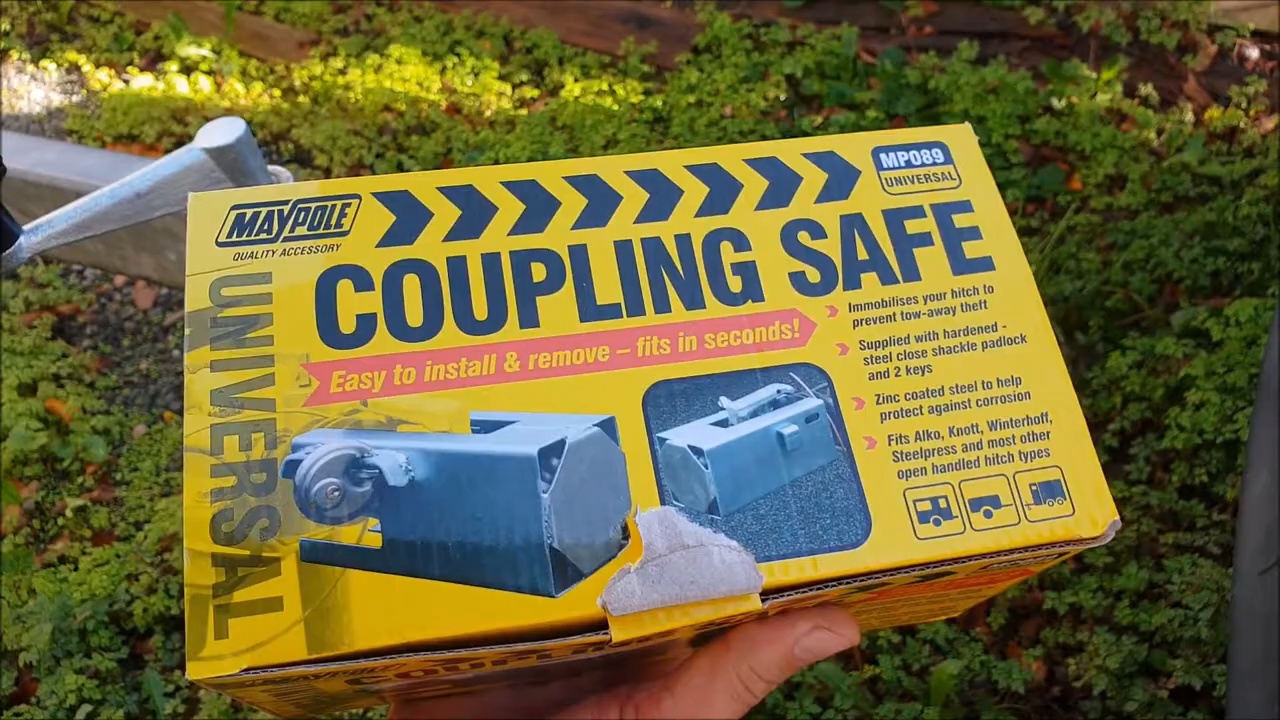 MAYPOLE
QUALITY ACCESSORY
MP089
UNIVERSAL
UNIVERSAL
COUPLING SAFE
Easy to install & remove – fits in seconds!
Immobilises your hitch to
prevent tow-away theft
Supplied with hardened -
steel close shackle padlock
and 2 keys
Zinc coated steel to help
protect against corrosion
Fits Alko, Knott, Winterhoff,
Steelpress and most other
open handled hitch types
MAYPOLE